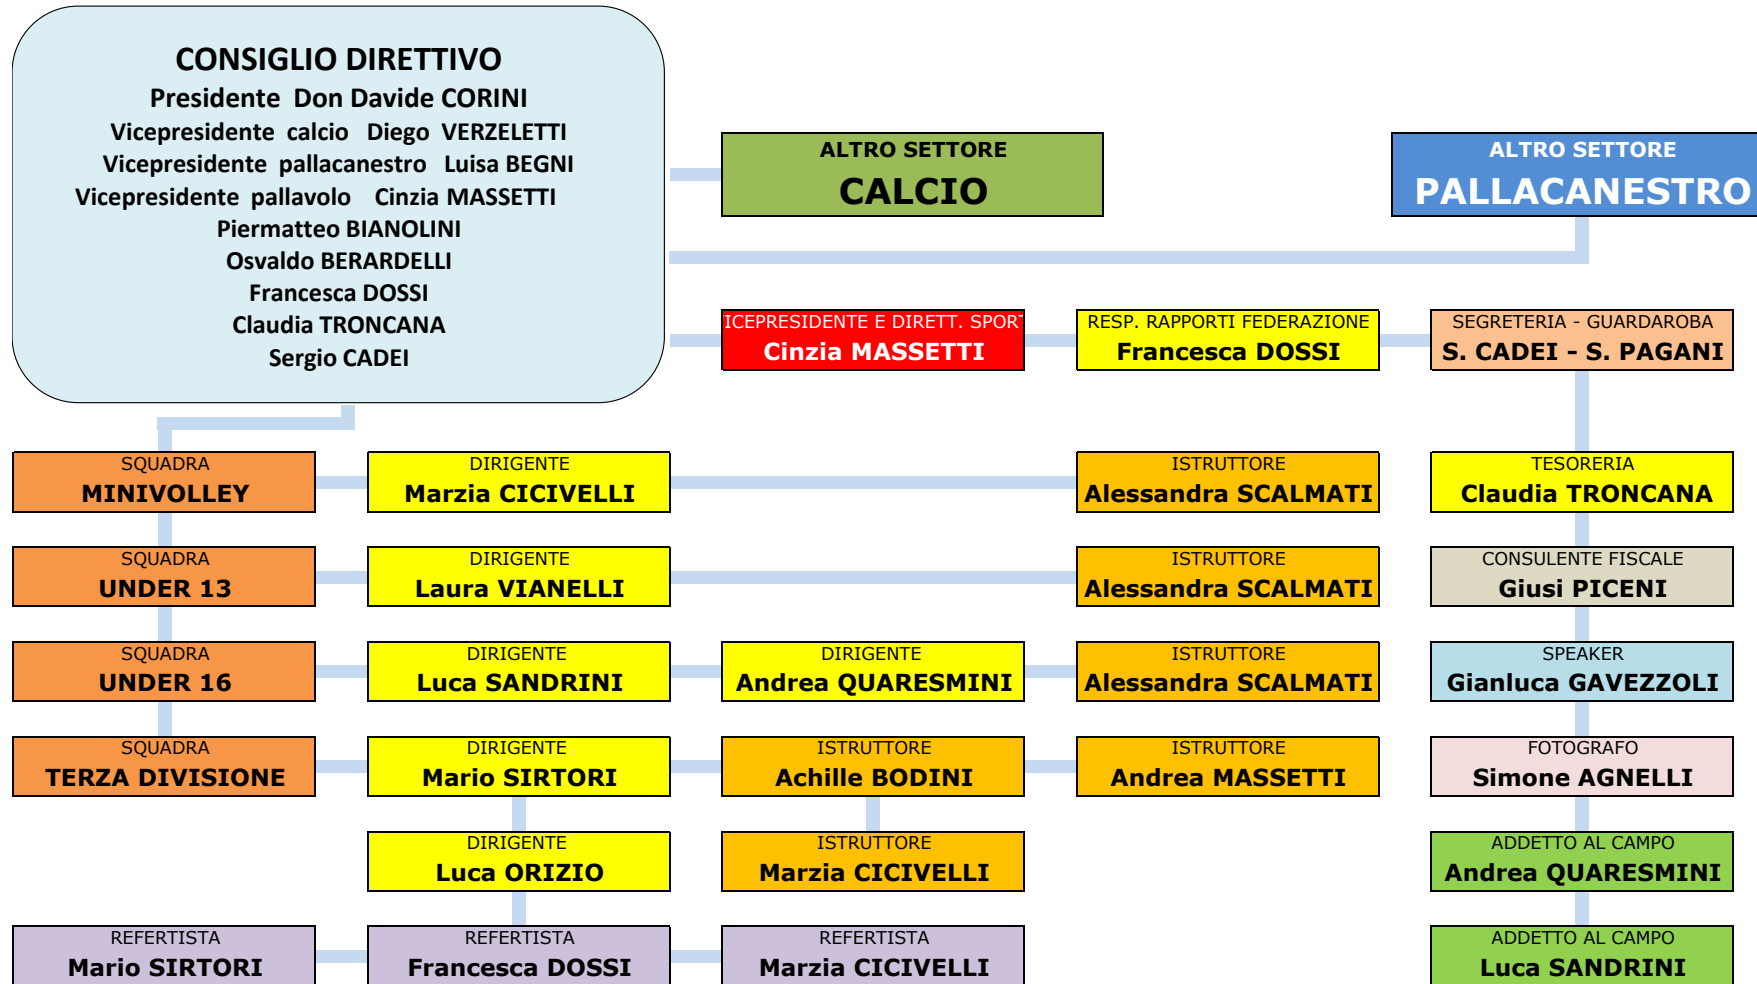 CONSIGLIO DIRETTIVO
Presidente Don Davide CORINI
Vicepresidente calcio Diego VERZELETTI
Vicepresidente pallacanestro Luisa BEGNI
Vicepresidente pallavolo Cinzia MASSETTI
Piermatteo BIANOLINI
Osvaldo BERARDELLI
Francesca DOSSI
Claudia TRONCANA
Sergio CADEI
ALTRO SETTORE
CALCIO
ALTRO SETTORE
PALLACANESTRO
ICEPRESIDENTE E DIRETT. SPORT
Cinzia MASSETTI
RESP. RAPPORTI FEDERAZIONE
Francesca DOSSI
SEGRETERIA - GUARDAROBA
S. CADEI - S. PAGANI
SQUADRA
MINIVOLLEY
DIRIGENTE
Marzia CICIVELLI
ISTRUTTORE
Alessandra SCALMATI
TESORERIA
Claudia TRONCANA
SQUADRA
UNDER 13
DIRIGENTE
Laura VIANELLI
ISTRUTTORE
Alessandra SCALMATI
CONSULENTE FISCALE
Giusi PICENI
SQUADRA
UNDER 16
DIRIGENTE
Luca SANDRINI
DIRIGENTE
Andrea QUARESMINI
ISTRUTTORE
Alessandra SCALMATI
SPEAKER
Gianluca GAVEZZOLI
SQUADRA
TERZA DIVISIONE
DIRIGENTE
Mario SIRTORI
ISTRUTTORE
Achille BODINI
ISTRUTTORE
Andrea MASSETTI
FOTOGRAFO
Simone AGNELLI
DIRIGENTE
Luca ORIZIO
ISTRUTTORE
Marzia CICIVELLI
ADDETTO AL CAMPO
Andrea QUARESMINI
REFERTISTA
Mario SIRTORI
REFERTISTA
Francesca DOSSI
REFERTISTA
Marzia CICIVELLI
ADDETTO AL CAMPO
Luca SANDRINI